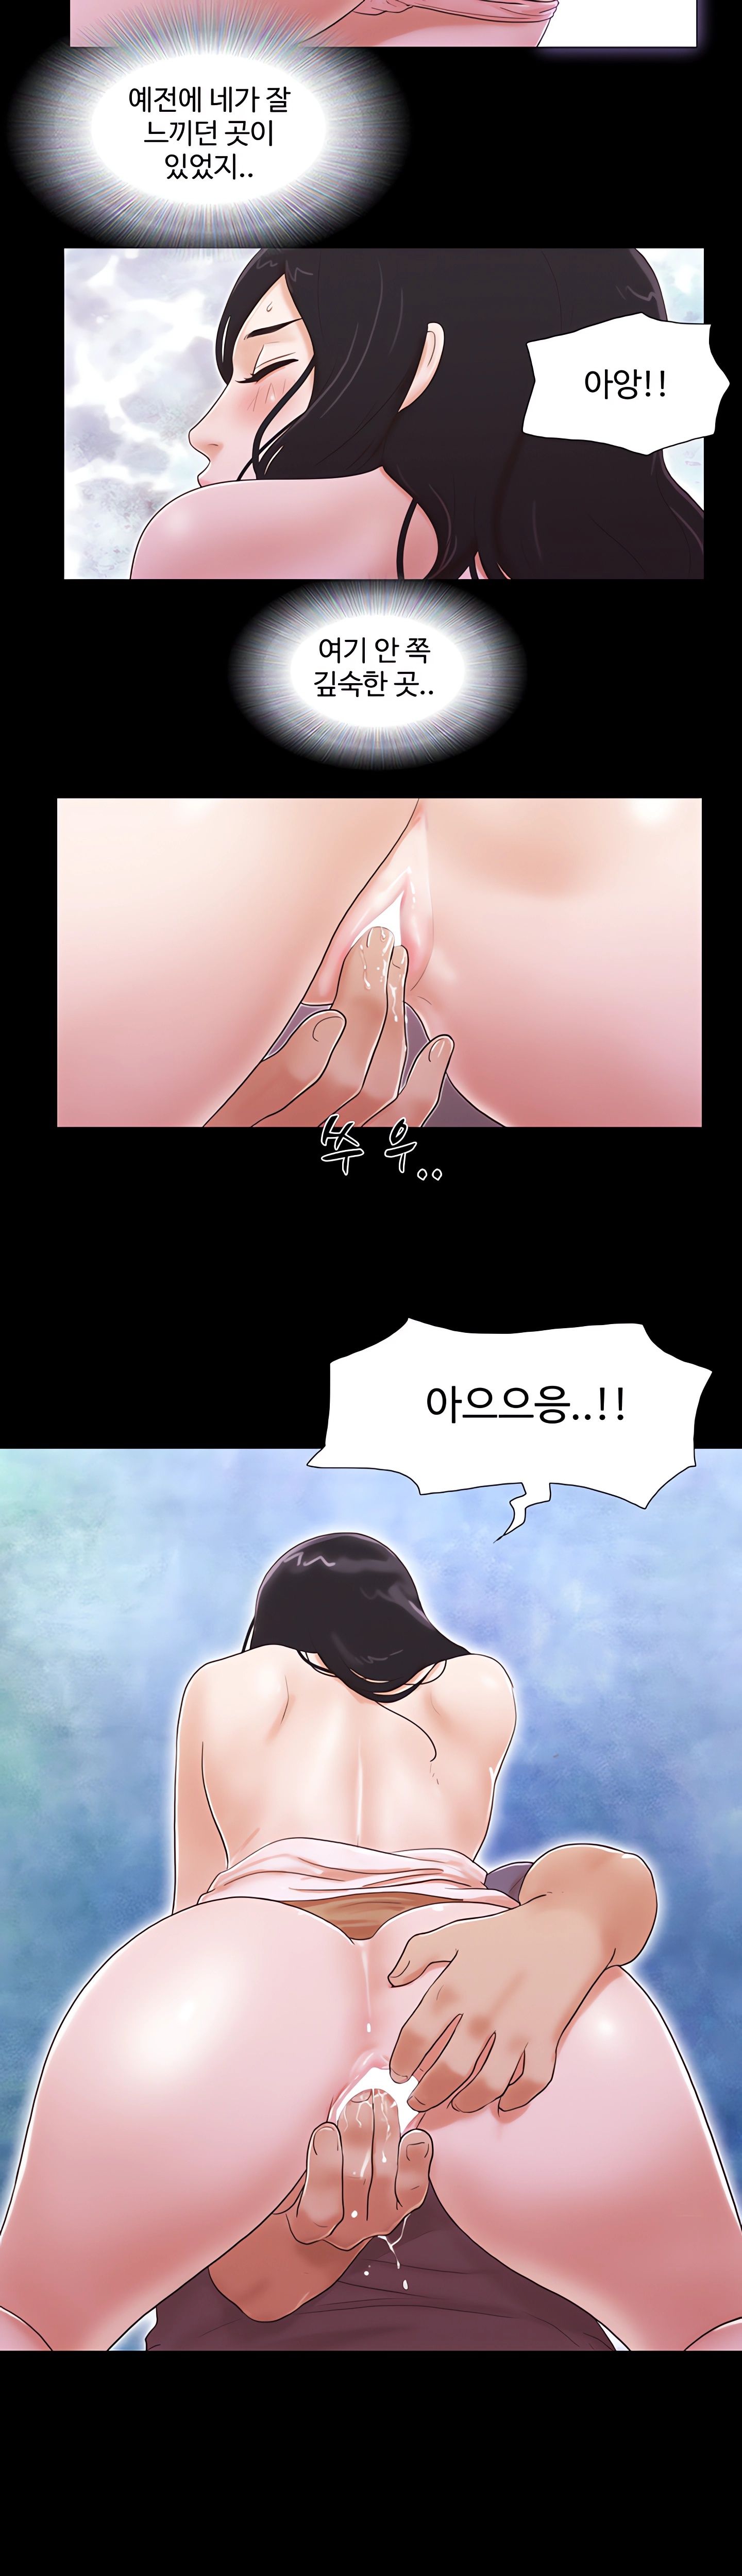 예전에 네가 잘
느끼던 곳이
있었지..
아앙!!
여기 안 쪽
깊숙한 곳..
쑤 우..
아으으응..!!